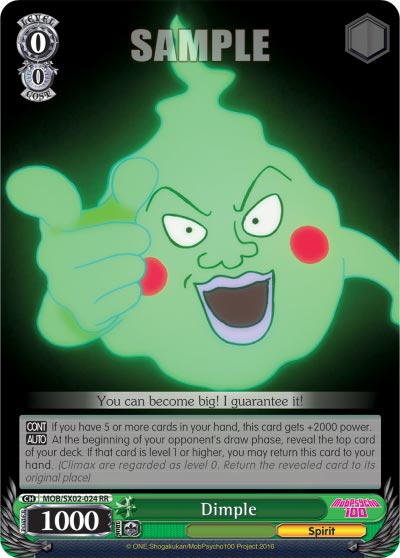 LEVEL
0
SAMPLE
0
COST
You can become big! I guarantee it!
CONT If you have 5 or more cards in your hand, this card gets +2000 power.
AUTO At the beginning of your opponent's draw phase, reveal the top card
of your deck. If that card is level 1 or higher, you may return this card to your
hand. (Climax are regarded as level 0. Return the revealed card to its
original place)
CH MOB/SX02-024 RR
POWER 1000
Dimple
MobPsycho 100
Spirit
© ONE,Shogakukan/MobPsycho100 Project 2016